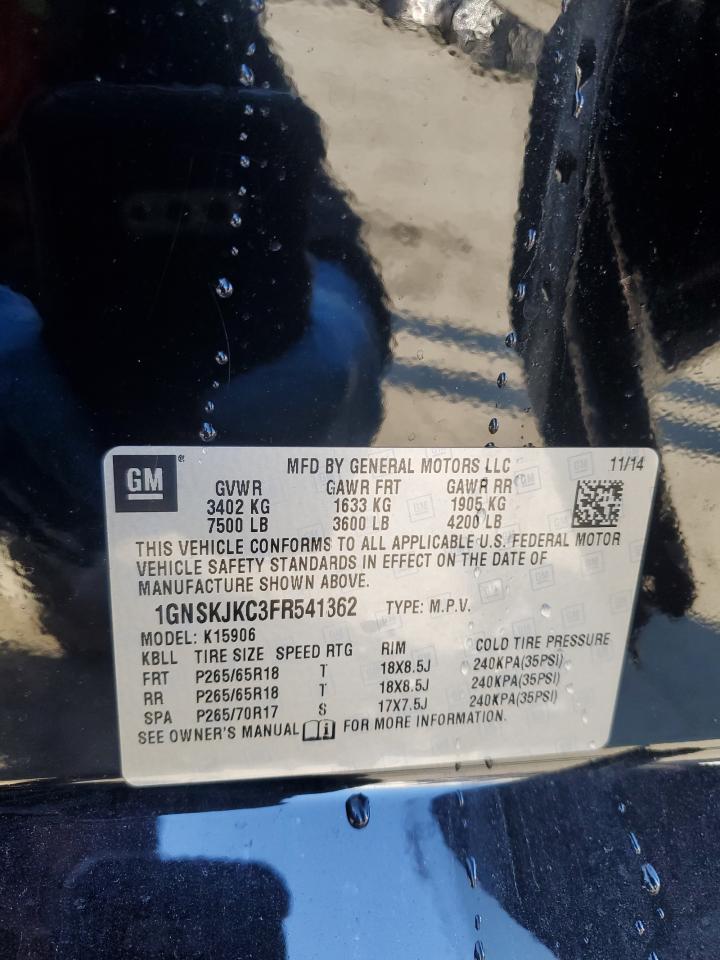 GM ® MFD BY GENERAL MOTORS LLC 11/14
GVWR GAWR FRT GAWR RR
3402 KG 1633 KG 1905 KG
7500 LB 3600 LB 4200 LB
THIS VEHICLE CONFORMS TO ALL APPLICABLE U.S. FEDERAL MOTOR
VEHICLE SAFETY STANDARDS IN EFFECT ON THE DATE OF
MANUFACTURE SHOWN ABOVE.
1GNSKJKC3FR541362 TYPE: M.P.V.
MODEL: K15906
KBLL TIRE SIZE SPEED RTG RIM COLD TIRE PRESSURE
FRT P265/65R18 T 18X8.5J 240KPA(35PSI)
RR P265/65R18 T 18X8.5J 240KPA(35PSI)
SPA P265/70R17 S 17X7.5J 240KPA(35PSI)
SEE OWNER'S MANUAL FOR MORE INFORMATION.